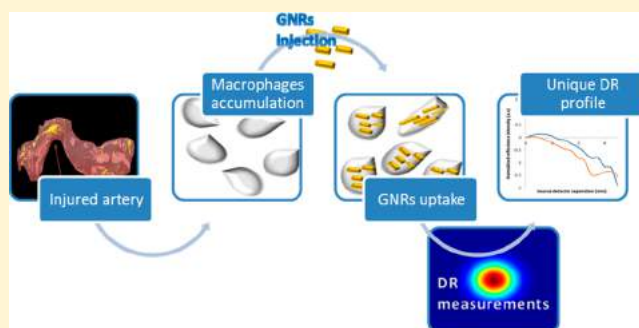 GNRs
Injection
Macrophages
accumulation
Unique DR
profile
Injured artery
GNRs uptake
DR
measurements